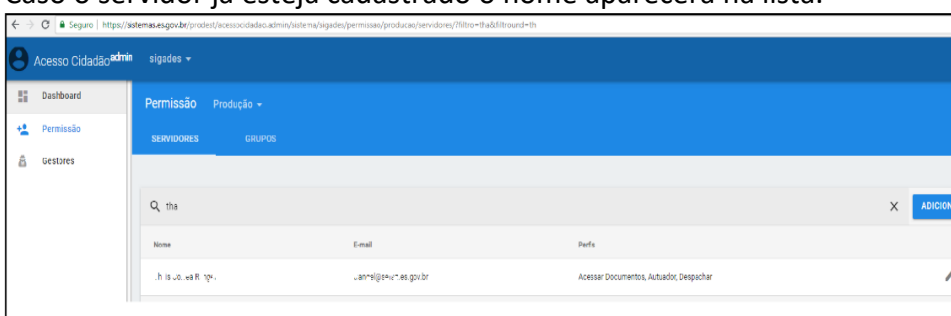 Caso o servidor já esteja cadastrado o nome aparecerá na lista.
Seguro | https://sistemas.es.gov.br/prodest/acessocidadao.admin/sistema/sigades/permissao/producao/servidores/?filtro=tha&filtround=th
Acesso Cidadão admin sigades
Dashboard
Permissão Produção
Permissão
SERVIDORES GRUPOS
Gestores
tha X ADICION
Nome E-mail Perfis
.es.gov.br Acessar Documentos, Autuador, Despachar